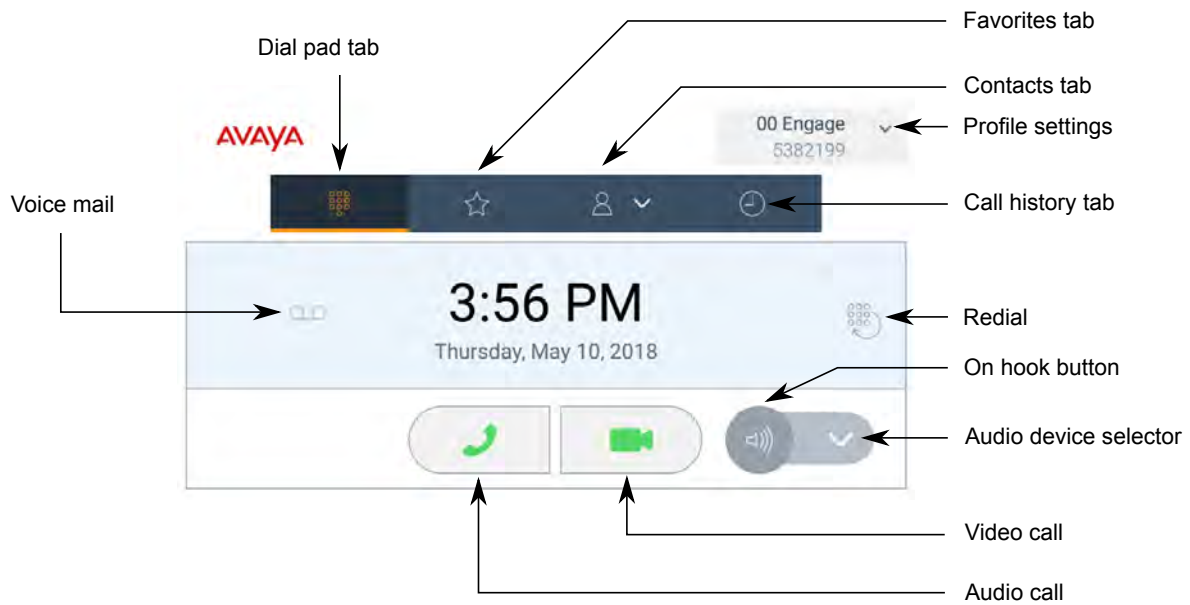 Favorites tab
Dial pad tab
Contacts tab
AVAYA
00 Engage
Profile settings
5382199
Voice mail
Call history tab
3:56 PM
Redial
Thursday, May 10, 2018
On hook button
Audio device selector
Video call
Audio call